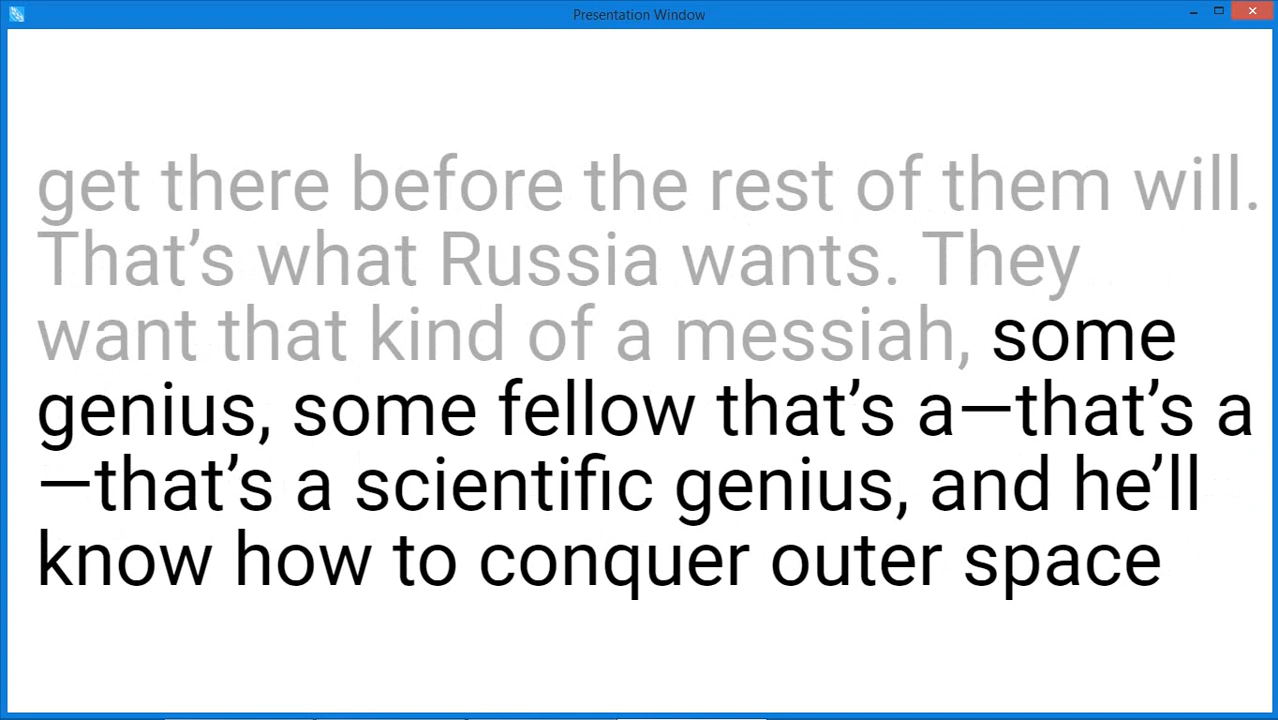 Presentation Window
get there before the rest of them will.
That’s what Russia wants. They
want that kind of a messiah, some
genius, some fellow that’s a—that’s a
—that’s a scientific genius, and he’ll
know how to conquer outer space